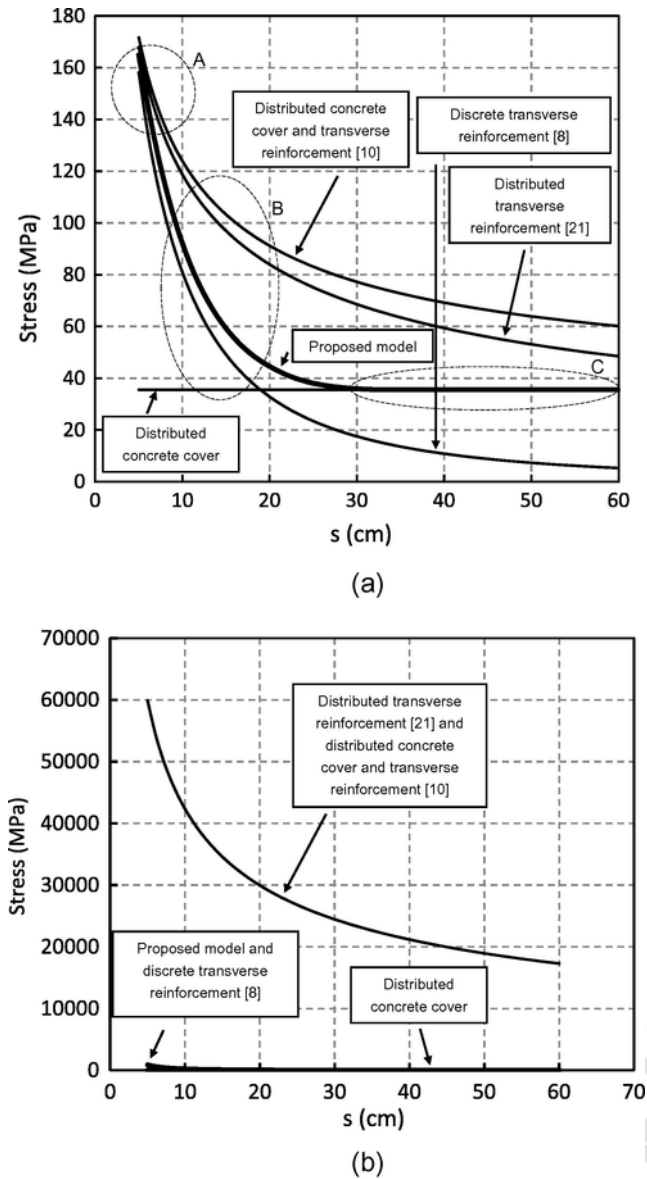 180
160
140
120
100
80
60
40
20
0
Stress (MPa)
A
B
C
Distributed concrete
cover and transverse
reinforcement [10]
Discrete transverse
reinforcement [8]
Distributed
transverse
reinforcement [21]
Proposed model
Distributed
concrete cover
0 10 20 30 40 50 60
s (cm)
(a)
70000
60000
50000
40000
30000
20000
10000
0
Stress (MPa)
Distributed transverse
reinforcement [21] and
distributed concrete
cover and transverse
reinforcement [10]
Proposed model and
discrete transverse
reinforcement [8]
Distributed
concrete cover
0 10 20 30 40 50 60 70
s (cm)
(b)